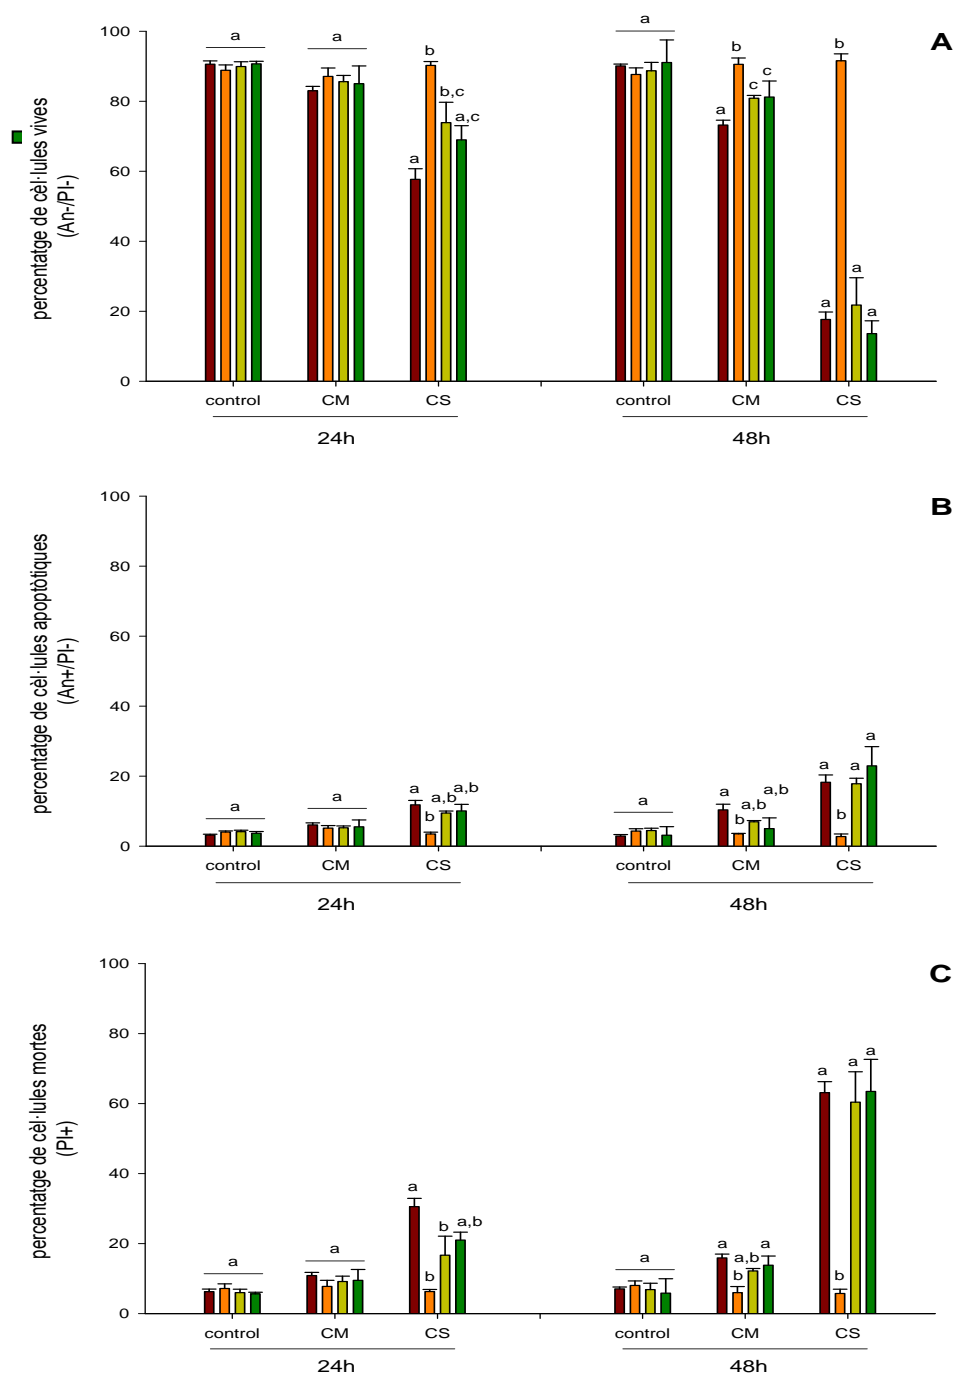 A
percentatge de cèl·lules vives
(An-/PI-)
100
80
60
40
20
0
a a b b,c a,c a
a b c c a b a a a
control CM CS control CM CS
24h 48h
B
percentatge de cèl·lules apoptòtiques
(An+/PI-)
100
80
60
40
20
0
a a a b a,b a,b
a a b a,b a,b a b a a
control CM CS control CM CS
24h 48h
C
percentatge de cèl·lules mortes
(PI+)
100
80
60
40
20
0
a a a b b a,b
a a b a,b a a b a a
control CM CS control CM CS
24h 48h